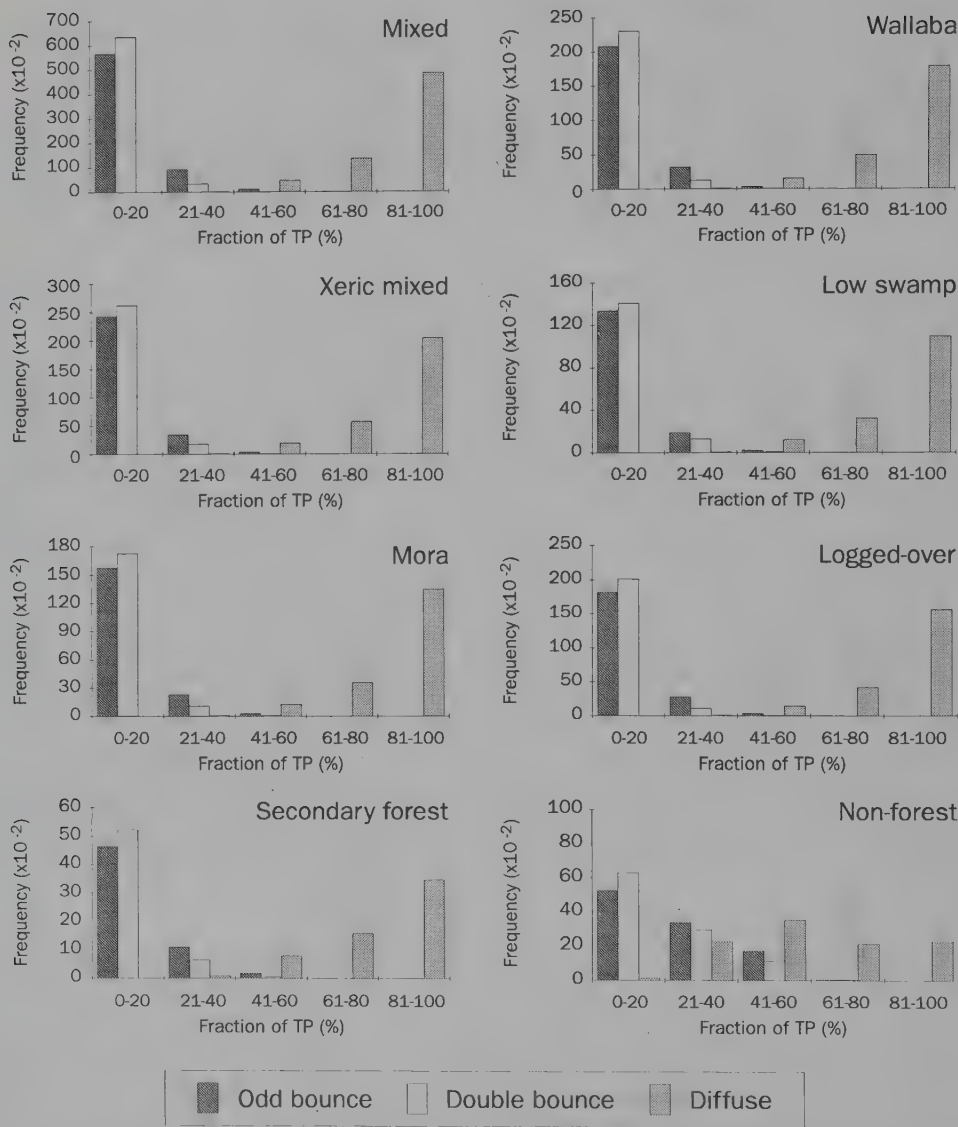 Mixed
Frequency (x10⁻²)
700
600
500
400
300
200
100
0
0-20 21-40 41-60 61-80 81-100
Fraction of TP (%)
Wallaba
Frequency (x10⁻²)
250
200
150
100
50
0
0-20 21-40 41-60 61-80 81-100
Fraction of TP (%)
Xeric mixed
Frequency (x10⁻²)
300
250
200
250
200
50
0
0-20 21-40 41-60 61-80 81-100
Fraction of TP (%)
Low swamp
Frequency (x10⁻²)
160
120
80
40
0
0-20 21-40 41-60 61-80 81-100
Fraction of TP (%)
Mora
Frequency (x10⁻²)
180
150
120
90
60
30
0
0-20 21-40 41-60 61-80 81-100
Fraction of TP (%)
Logged-over
Frequency (x10⁻²)
250
200
150
100
50
0
0-20 21-40 41-60 61-80 81-100
Fraction of TP (%)
Secondary forest
Frequency (x10⁻²)
60
50
40
30
20
10
0
0-20 21-40 41-60 61-80 81-100
Fraction of TP (%)
Non-forest
Frequency (x10⁻²)
100
80
60
40
20
0
0-20 21-40 41-60 61-80 81-100
Fraction of TP (%)
Odd bounce Double bounce Diffuse